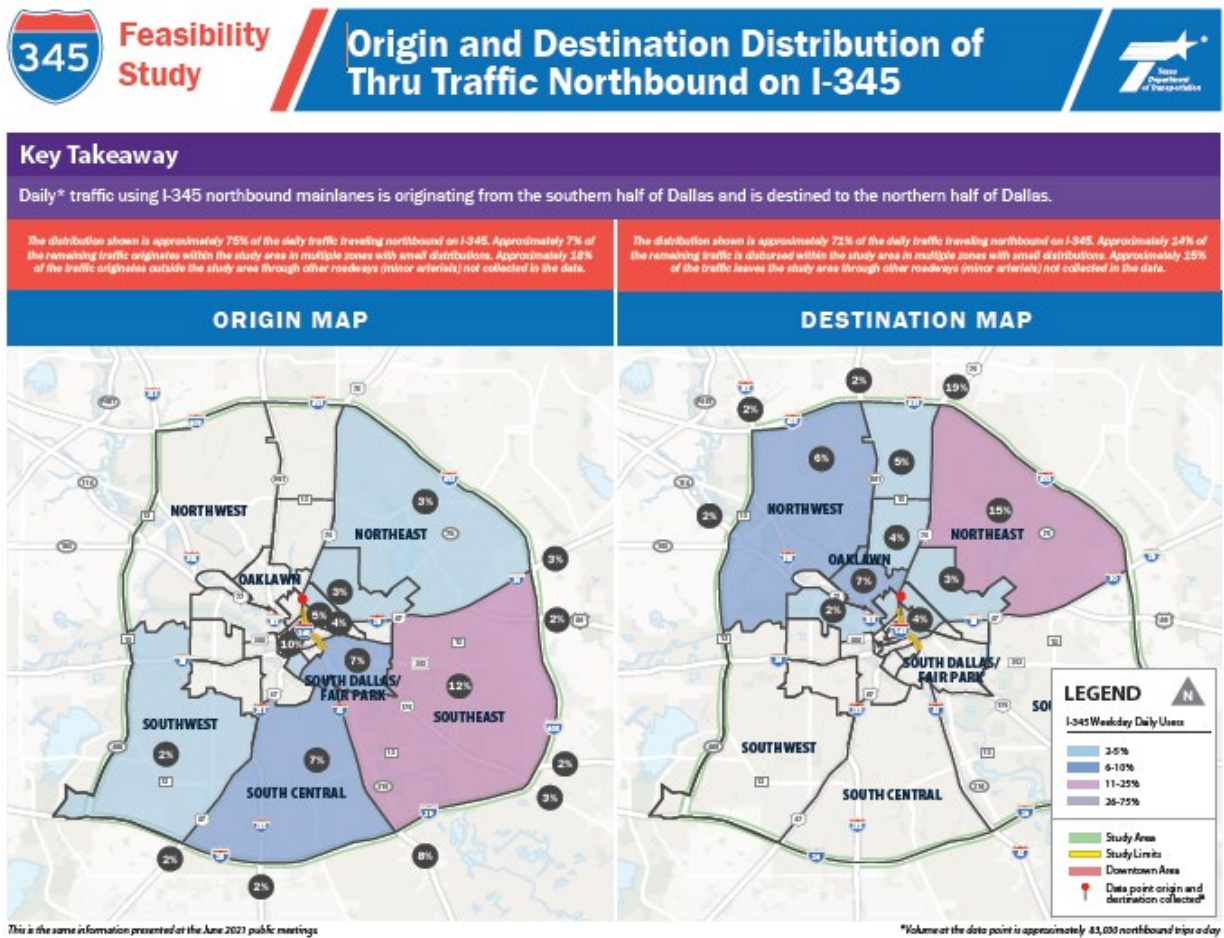 345
Feasibility
Study
Origin and Destination Distribution of
Thru Traffic Northbound on I-345
Texas
Department
of Transportation
Key Takeaway
Daily* traffic using I-345 northbound mainlanes is originating from the southern half of Dallas and is destined to the northern half of Dallas.
The distribution shown is approximately 75% of the daily traffic traveling northbound on I-345. Approximately 7% of
the remaining traffic originates within the study area in multiple zones with small distributions. Approximately 18%
of the traffic originates outside the study area through other roadways (minor arterials) not collected in the data.
The distribution shown is approximately 71% of the daily traffic traveling northbound on I-345. Approximately 14% of
the remaining traffic is disbursed within the study area in multiple zones with small distributions. Approximately 15%
of the traffic leaves the study area through other roadways (minor arterials) not collected in the data.
ORIGIN MAP
NORTHWEST
3%
NORTHEAST
3%
OAKLAWN
3%
5%
4%
2%
10%
7%
SOUTH DALLAS/
FAIR PARK
12%
SOUTHEAST
SOUTHWEST
2%
7%
SOUTH CENTRAL
2%
3%
2%
8%
2%
DESTINATION MAP
2%
19%
2%
6%
5%
NORTHWEST
2%
15%
NORTHEAST
4%
OAKLAWN
7%
3%
2%
4%
SOUTH DALLAS/
FAIR PARK
SOU
SOUTHWEST
SOUTH CENTRAL
LEGEND
N
I-345 Weekday Daily Users
2-5%
6-10%
11-25%
26-75%
Study Area
Study Limits
Downtown Area
Data point origin and
destination collected*
This is the same information presented at the June 2021 public meetings
*Volume at the data point is approximately 83,000 northbound trips a day